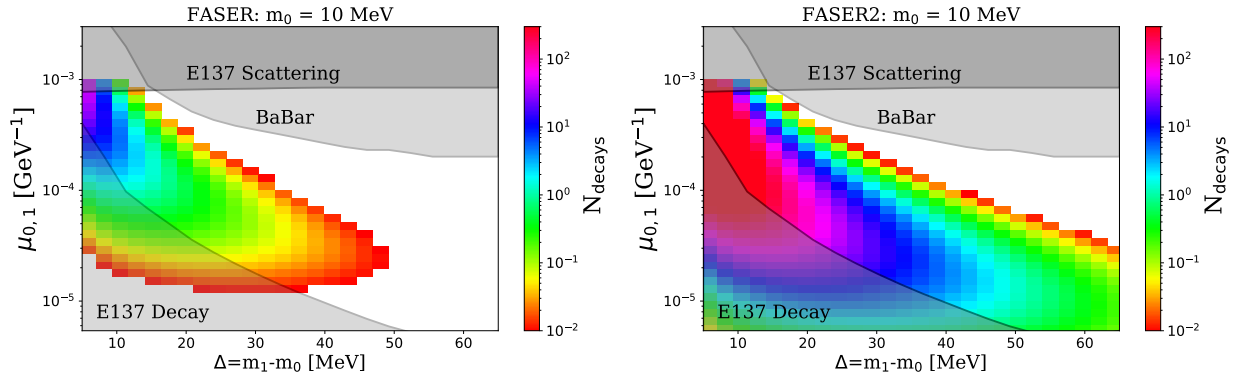 FASER: m₀ = 10 MeV
μ₀,₁ [GeV⁻¹]
10⁻³
10⁻⁴
10⁻⁵
E137 Scattering
BaBar
E137 Decay
10 20 30 40 50 60
Δ=m₁-m₀ [MeV]
10²
10¹
10⁰
10⁻¹
10⁻²
N_decays
FASER2: m₀ = 10 MeV
μ₀,₁ [GeV⁻¹]
10⁻³
10⁻⁴
10⁻⁵
E137 Scattering
BaBar
E137 Decay
10 20 30 40 50 60
Δ=m₁-m₀ [MeV]
10²
10¹
10⁰
10⁻¹
10⁻²
N_decays